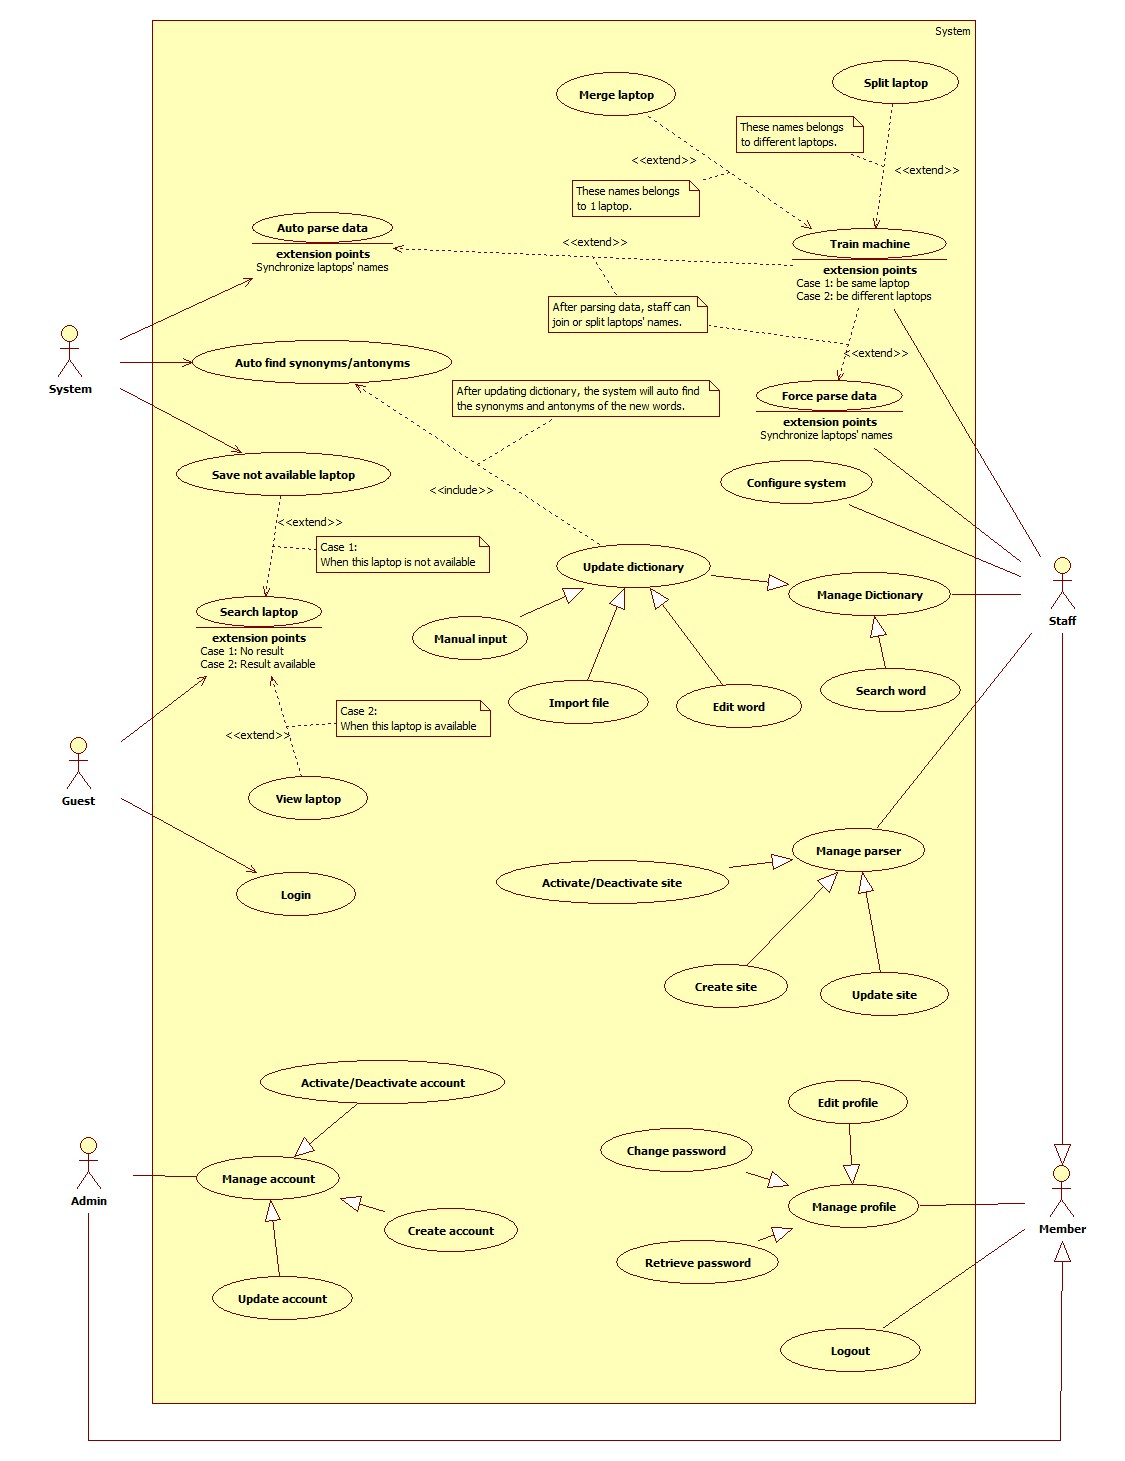 System
Split laptop
Merge laptop
These names belongs
to different laptops.
<<extend>>
<<extend>>
These names belongs
to 1 laptop.
Auto parse data
extension points
Synchronize laptops' names
<<extend>>
Train machine
extension points
Case 1: be same laptop
Case 2: be different laptops
After parsing data, staff can
join or split laptops' names.
<<extend>>
System
Auto find synonyms/antonyms
After updating dictionary, the system will auto find
the synonyms and antonyms of the new words.
Force parse data
extension points
Synchronize laptops' names
Save not available laptop
Configure system
<<include>>
<<extend>>
Case 1:
When this laptop is not available
Update dictionary
Manage Dictionary
Staff
Search laptop
extension points
Case 1: No result
Case 2: Result available
Manual input
Import file
Edit word
Search word
Case 2:
When this laptop is available
<<extend>>
Guest
View laptop
Manage parser
Activate/Deactivate site
Login
Create site
Update site
Activate/Deactivate account
Edit profile
Change password
Admin
Manage account
Manage profile
Member
Create account
Retrieve password
Update account
Logout